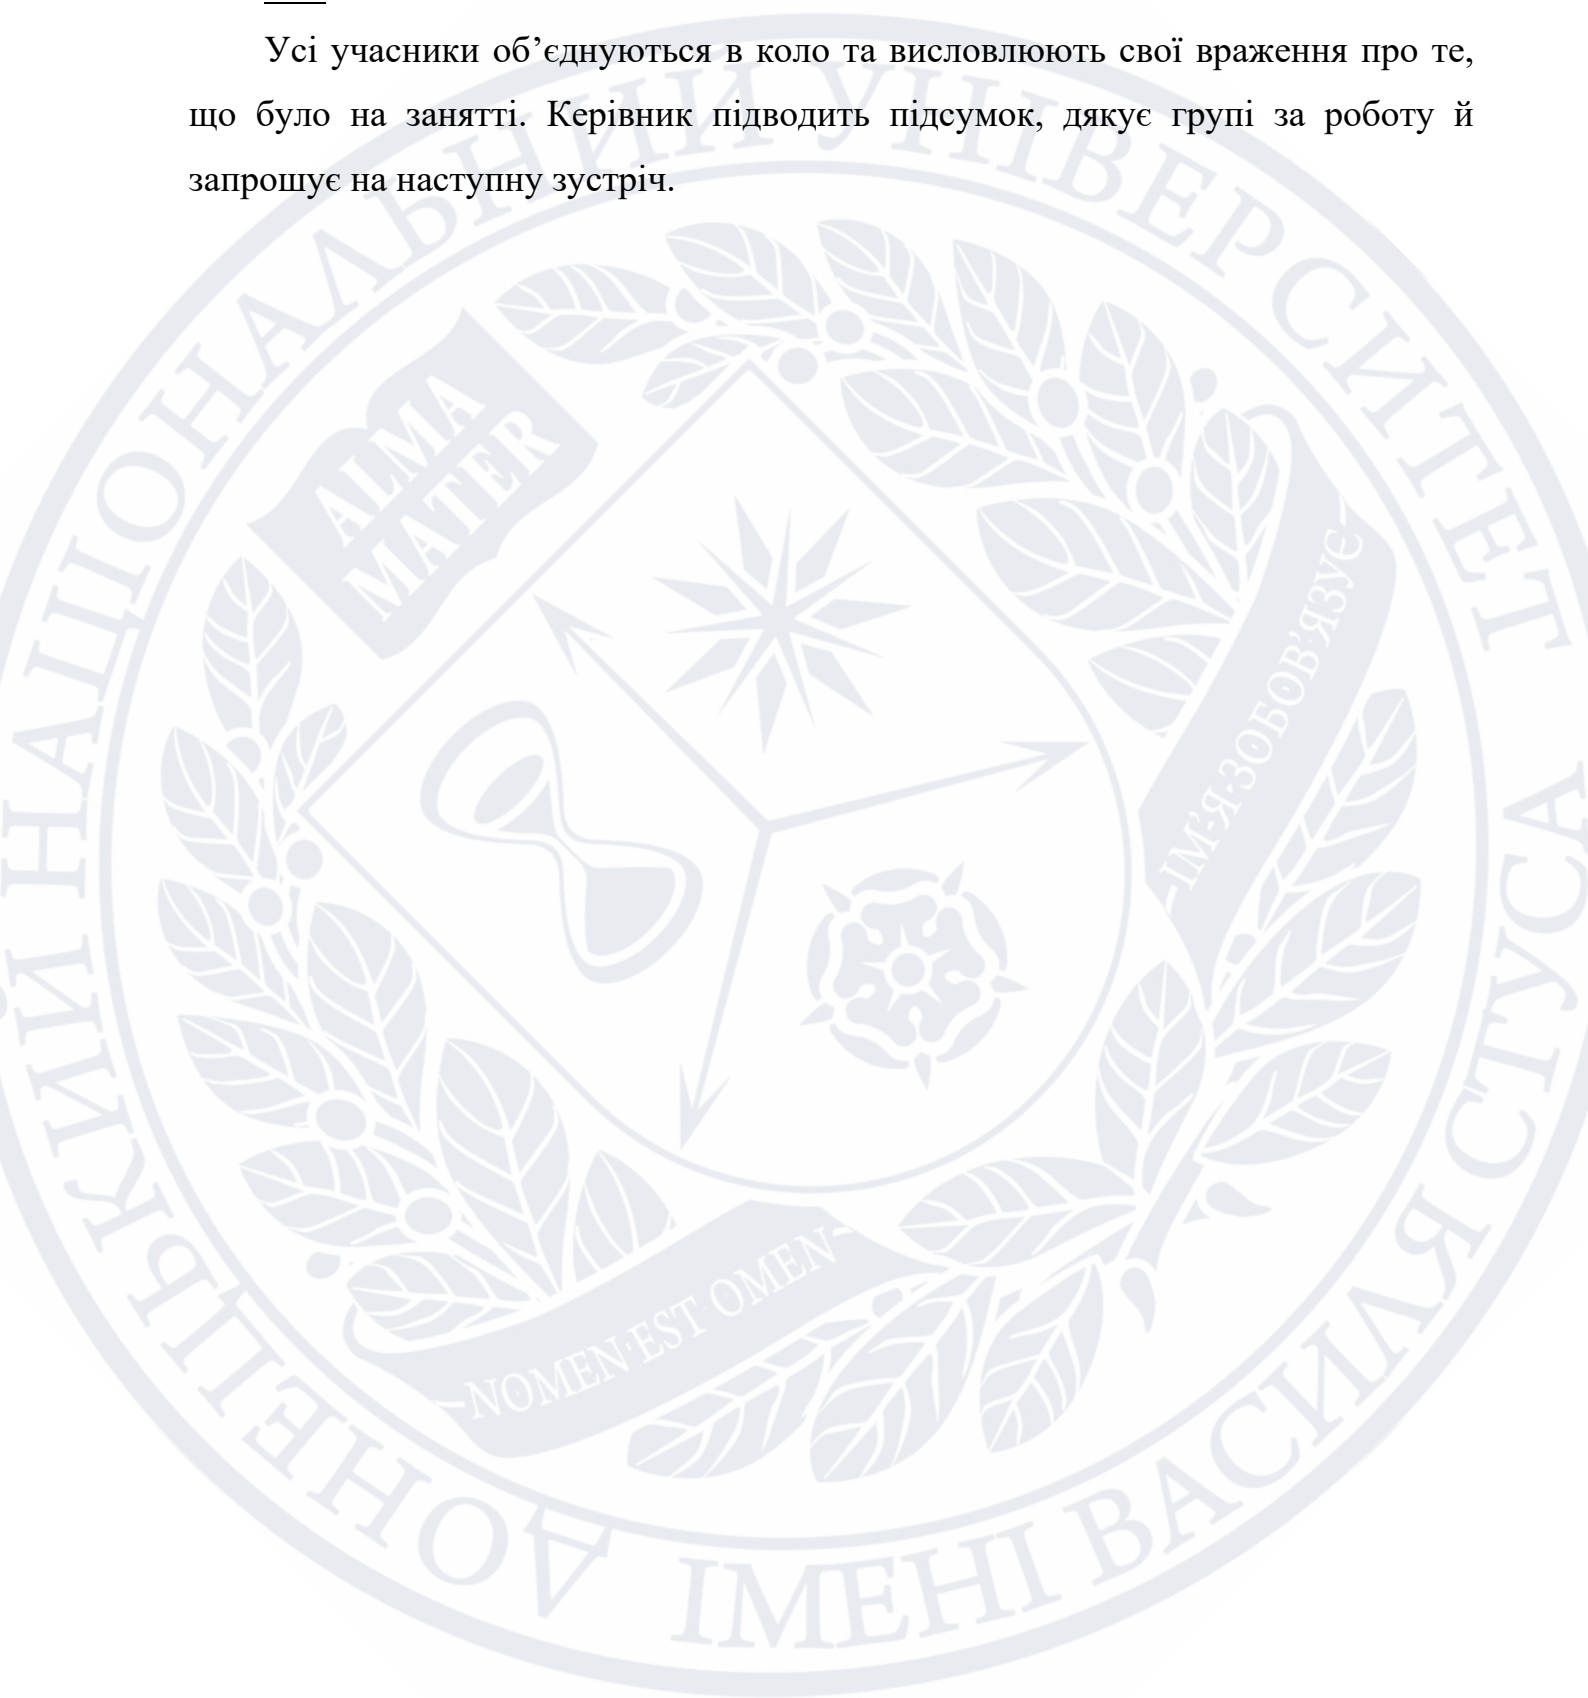 Усі учасники об’єднуються в коло та висловлюють свої враження про те,
що було на занятті. Керівник підводить підсумок, дякує групі за роботу й
запрошує на наступну зустріч.
ДОНЕЦЬКИЙ НАЦІОНАЛЬНИЙ УНІВЕРСИТЕТ
ІМЕНІ ВАСИЛЯ СТУСА
ALMA
MATER
ІМ’Я·ЗОБОВ’ЯЗУЄ
NOMEN·EST·OMEN